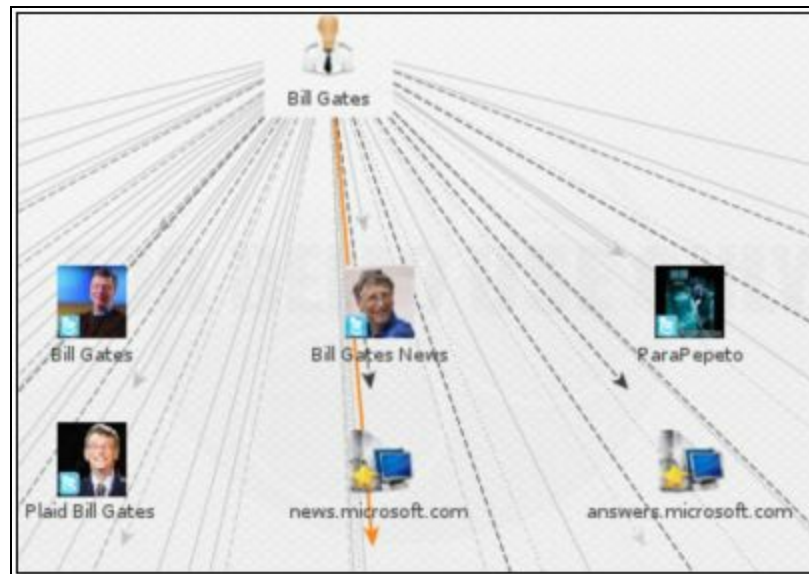 Bill Gates
Bill Gates
Bill Gates News
ParaPepeto
Plaid Bill Gates
news.microsoft.com
answers.microsoft.com